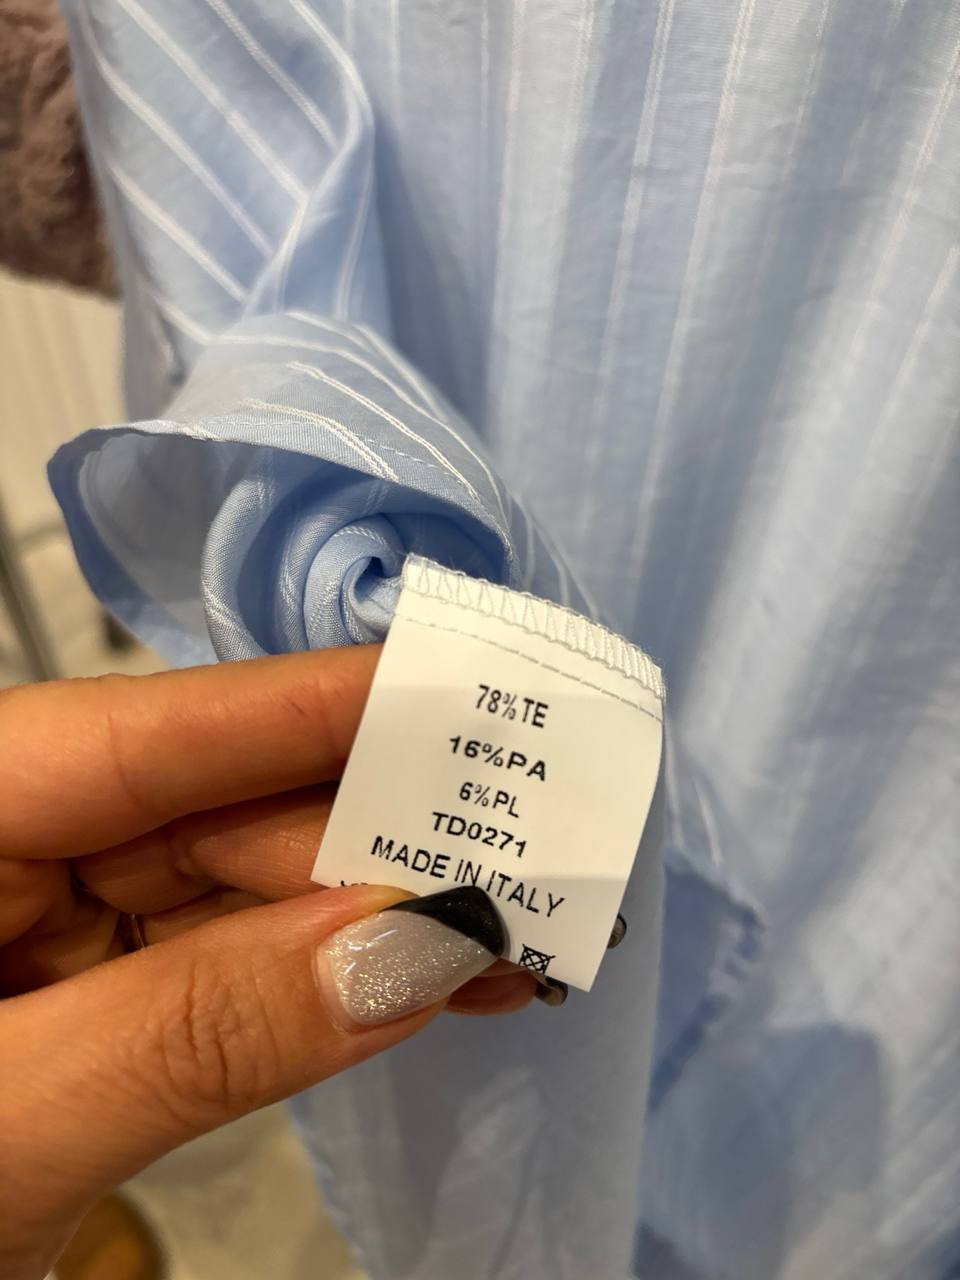 78%TE
16%PA
6%PL
TD0271
MADE IN ITALY